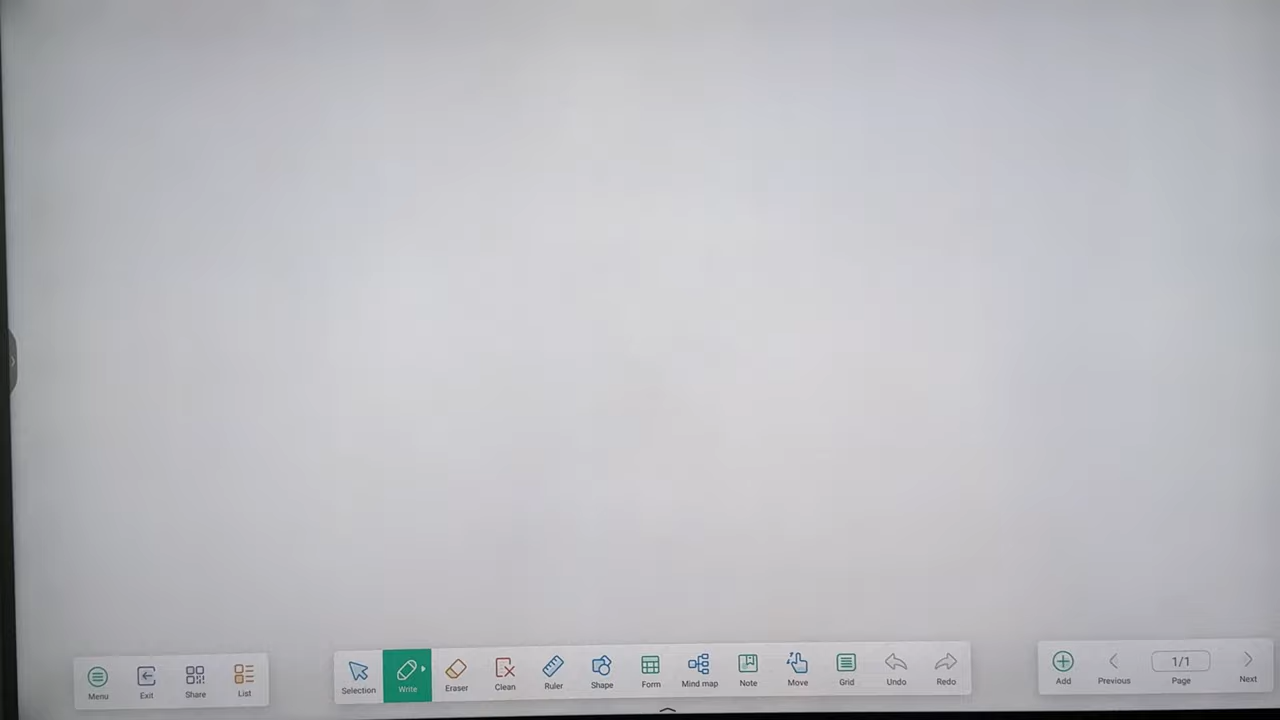 Menu
Exit
Share
List
Selection
Write
Eraser
Clean
Ruler
Shape
Form
Mind map
Note
Move
Grid
Undo
Redo
Add
Previous
1/1
Page
Next